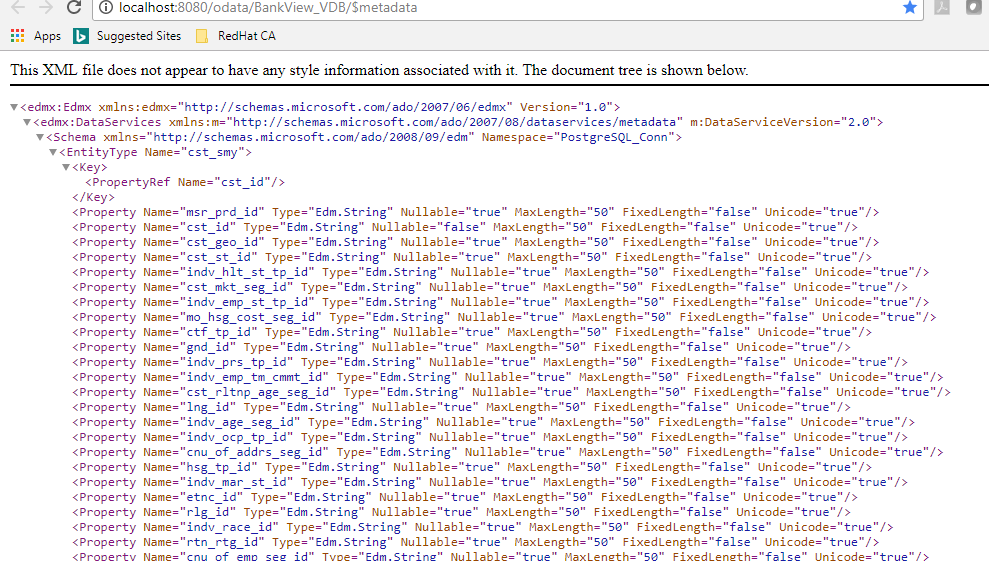 localhost:8080/odata/BankView_VDB/$metadata
Apps Suggested Sites RedHat CA
This XML file does not appear to have any style information associated with it. The document tree is shown below.
▼<edmx:Edmx xmlns:edmx="http://schemas.microsoft.com/ado/2007/06/edmx" Version="1.0">
▼<edmx:DataServices xmlns:m="http://schemas.microsoft.com/ado/2007/08/dataservices/metadata" m:DataServiceVersion="2.0">
▼<Schema xmlns="http://schemas.microsoft.com/ado/2008/09/edm" Namespace="PostgreSQL_Conn">
▼<EntityType Name="cst_smy">
▼<Key>
<PropertyRef Name="cst_id"/>
</Key>
<Property Name="msr_prd_id" Type="Edm.String" Nullable="true" MaxLength="50" FixedLength="false" Unicode="true"/>
<Property Name="cst_id" Type="Edm.String" Nullable="false" MaxLength="50" FixedLength="false" Unicode="true"/>
<Property Name="cst_geo_id" Type="Edm.String" Nullable="true" MaxLength="50" FixedLength="false" Unicode="true"/>
<Property Name="cst_st_id" Type="Edm.String" Nullable="true" MaxLength="50" FixedLength="false" Unicode="true"/>
<Property Name="indv_hlt_st_tp_id" Type="Edm.String" Nullable="true" MaxLength="50" FixedLength="false" Unicode="true"/>
<Property Name="cst_mkt_seg_id" Type="Edm.String" Nullable="true" MaxLength="50" FixedLength="false" Unicode="true"/>
<Property Name="indv_emp_st_tp_id" Type="Edm.String" Nullable="true" MaxLength="50" FixedLength="false" Unicode="true"/>
<Property Name="mo_hsg_cost_seg_id" Type="Edm.String" Nullable="true" MaxLength="50" FixedLength="false" Unicode="true"/>
<Property Name="ctf_tp_id" Type="Edm.String" Nullable="true" MaxLength="50" FixedLength="false" Unicode="true"/>
<Property Name="gnd_id" Type="Edm.String" Nullable="true" MaxLength="50" FixedLength="false" Unicode="true"/>
<Property Name="indv_prs_tp_id" Type="Edm.String" Nullable="true" MaxLength="50" FixedLength="false" Unicode="true"/>
<Property Name="indv_emp_tm_cmmt_id" Type="Edm.String" Nullable="true" MaxLength="50" FixedLength="false" Unicode="true"/>
<Property Name="cst_rltnp_age_seg_id" Type="Edm.String" Nullable="true" MaxLength="50" FixedLength="false" Unicode="true"/>
<Property Name="lng_id" Type="Edm.String" Nullable="true" MaxLength="50" FixedLength="false" Unicode="true"/>
<Property Name="indv_age_seg_id" Type="Edm.String" Nullable="true" MaxLength="50" FixedLength="false" Unicode="true"/>
<Property Name="indv_ocp_tp_id" Type="Edm.String" Nullable="true" MaxLength="50" FixedLength="false" Unicode="true"/>
<Property Name="cnu_of_addrs_seg_id" Type="Edm.String" Nullable="true" MaxLength="50" FixedLength="false" Unicode="true"/>
<Property Name="hsg_tp_id" Type="Edm.String" Nullable="true" MaxLength="50" FixedLength="false" Unicode="true"/>
<Property Name="indv_mar_st_id" Type="Edm.String" Nullable="true" MaxLength="50" FixedLength="false" Unicode="true"/>
<Property Name="etnc_id" Type="Edm.String" Nullable="true" MaxLength="50" FixedLength="false" Unicode="true"/>
<Property Name="rlg_id" Type="Edm.String" Nullable="true" MaxLength="50" FixedLength="false" Unicode="true"/>
<Property Name="indv_race_id" Type="Edm.String" Nullable="true" MaxLength="50" FixedLength="false" Unicode="true"/>
<Property Name="rtn_rtg_id" Type="Edm.String" Nullable="true" MaxLength="50" FixedLength="false" Unicode="true"/>
<Property Name="cnu_of_emp_seg_id" Type="Edm.String" Nullable="true" MaxLength="50" FixedLength="false" Unicode="true"/>